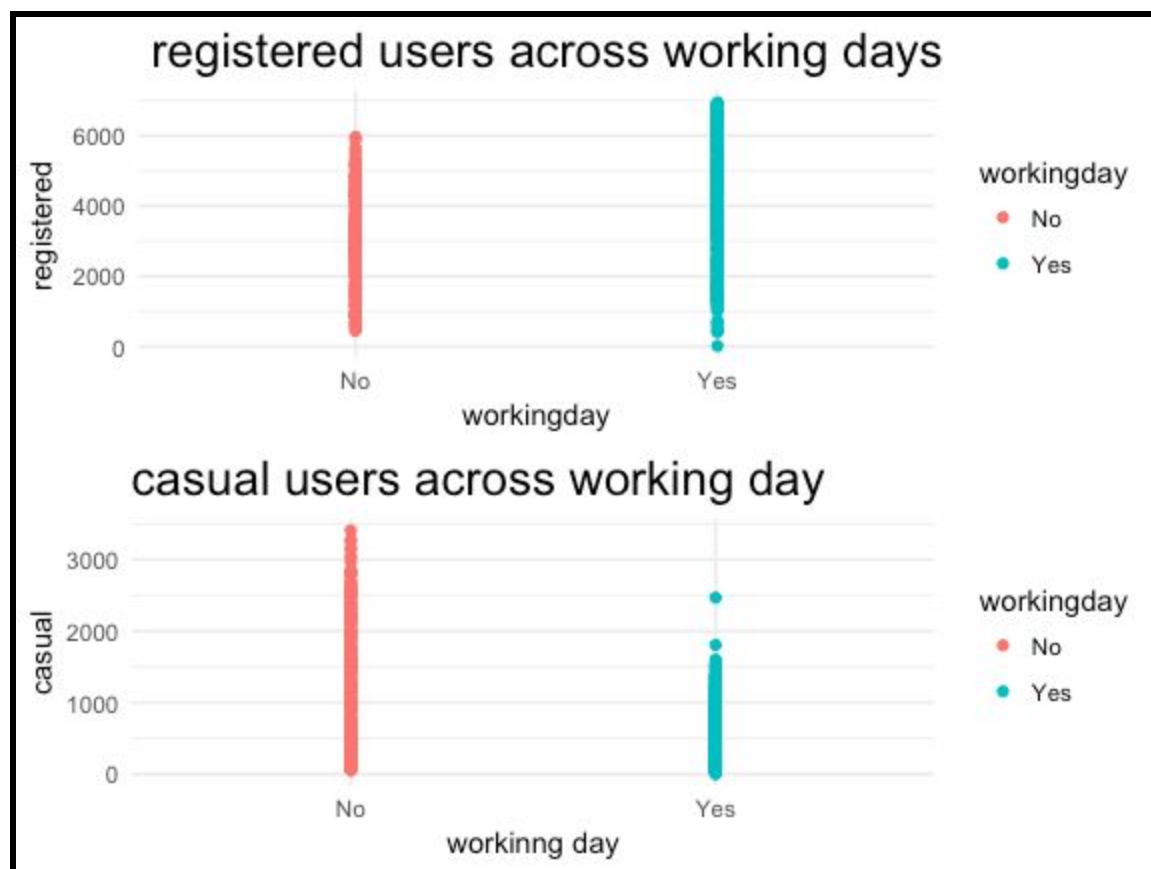 registered users across working days
registered
6000
4000
2000
0
No
Yes
workingday
workingday
No
Yes
casual users across working day
casual
3000
2000
1000
0
No
Yes
workinng day
workingday
No
Yes